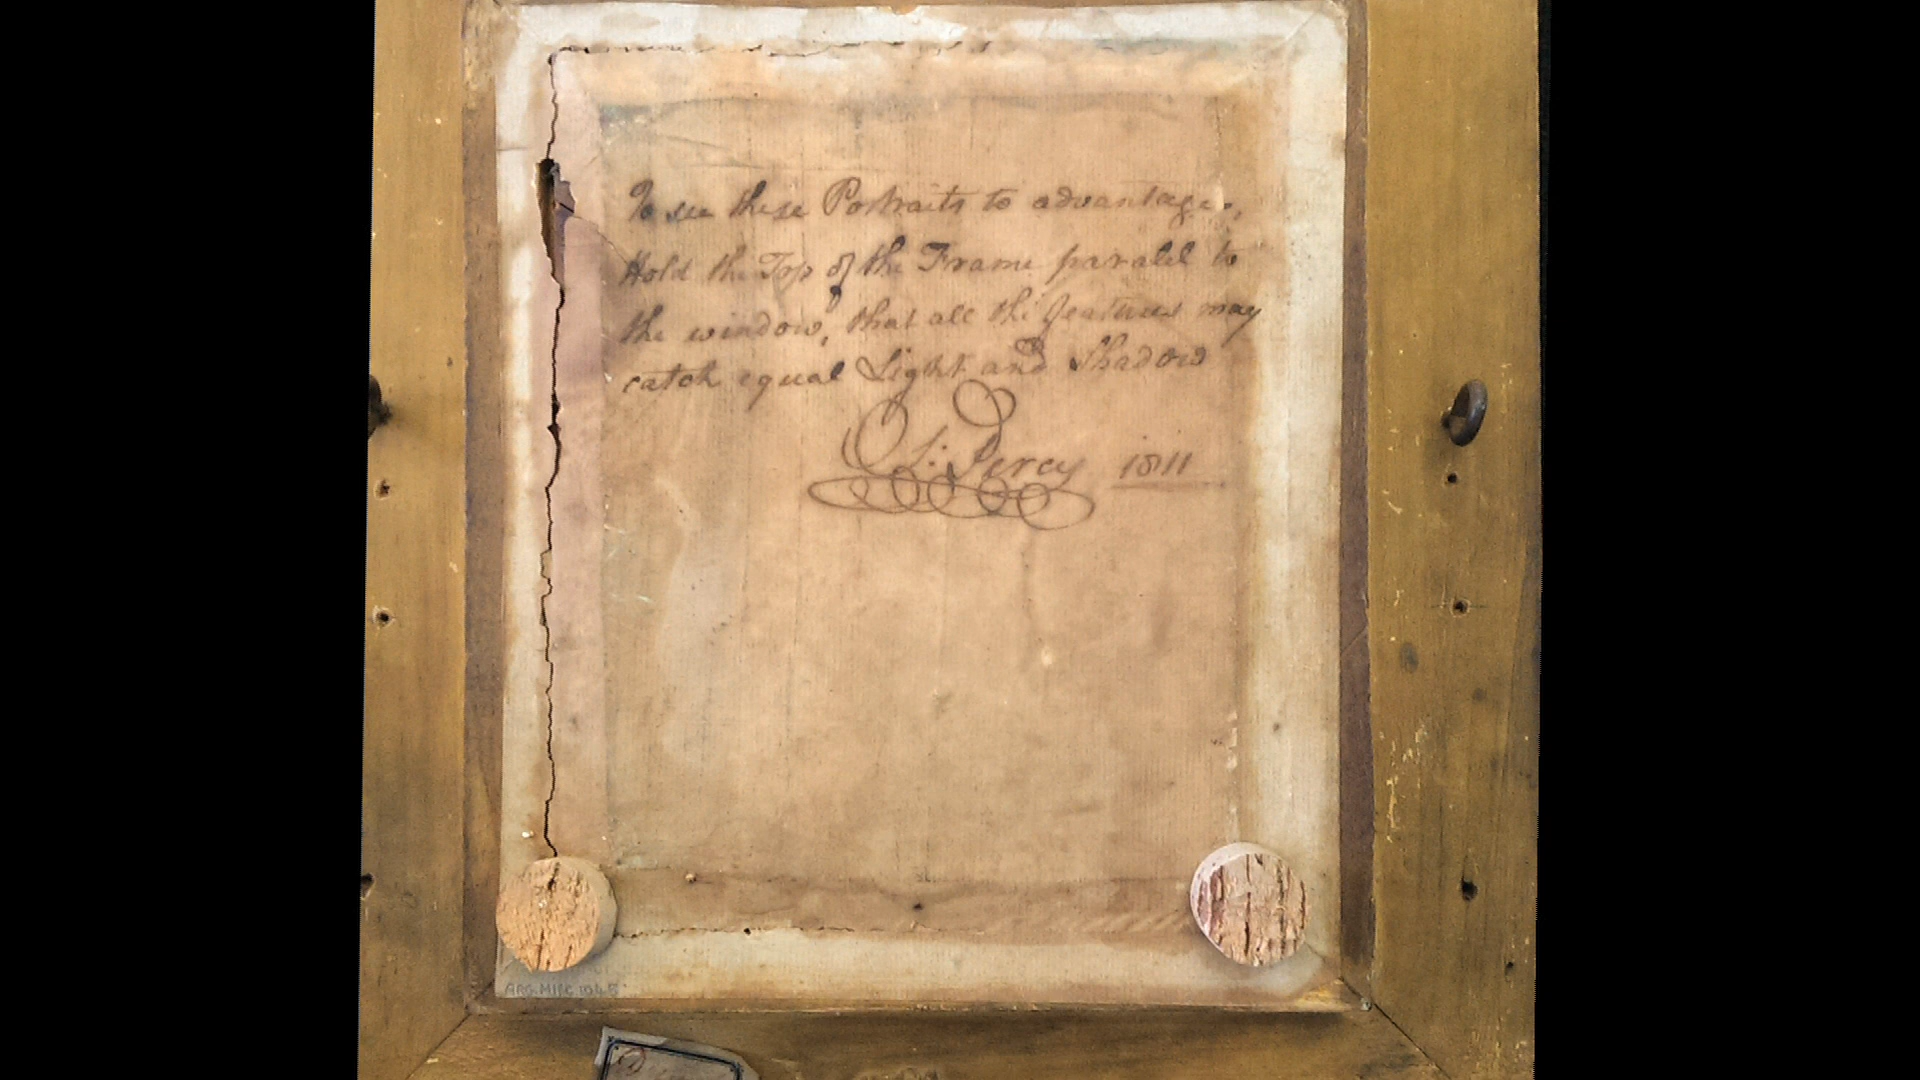 To see these Portraits to advantage,
Hold the Top of the Frame paralel to
the window, that all the features may
catch equal Light and Shadow
S: Percy 1811